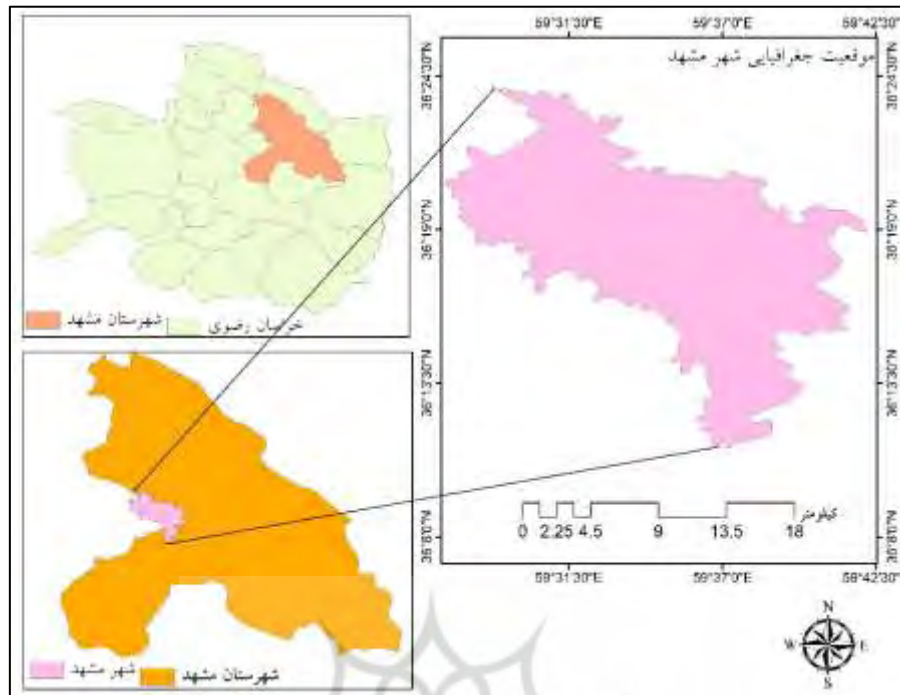 59°31'30"E 59°37'0"E 59°42'30"E
موقعیت جغرافیایی شهر مشهد
36°24'30"N 36°24'30"N
36°19'0"N 36°19'0"N
36°13'30"N 36°13'30"N
36°8'0"N 36°8'0"N
کیلومتر
0 2.25 4.5 9 13.5 18
59°31'30"E 59°37'0"E 59°42'30"E
شهرستان مشهد خراسان رضوی
شهر مشهد شهرستان مشهد
N
W E
S